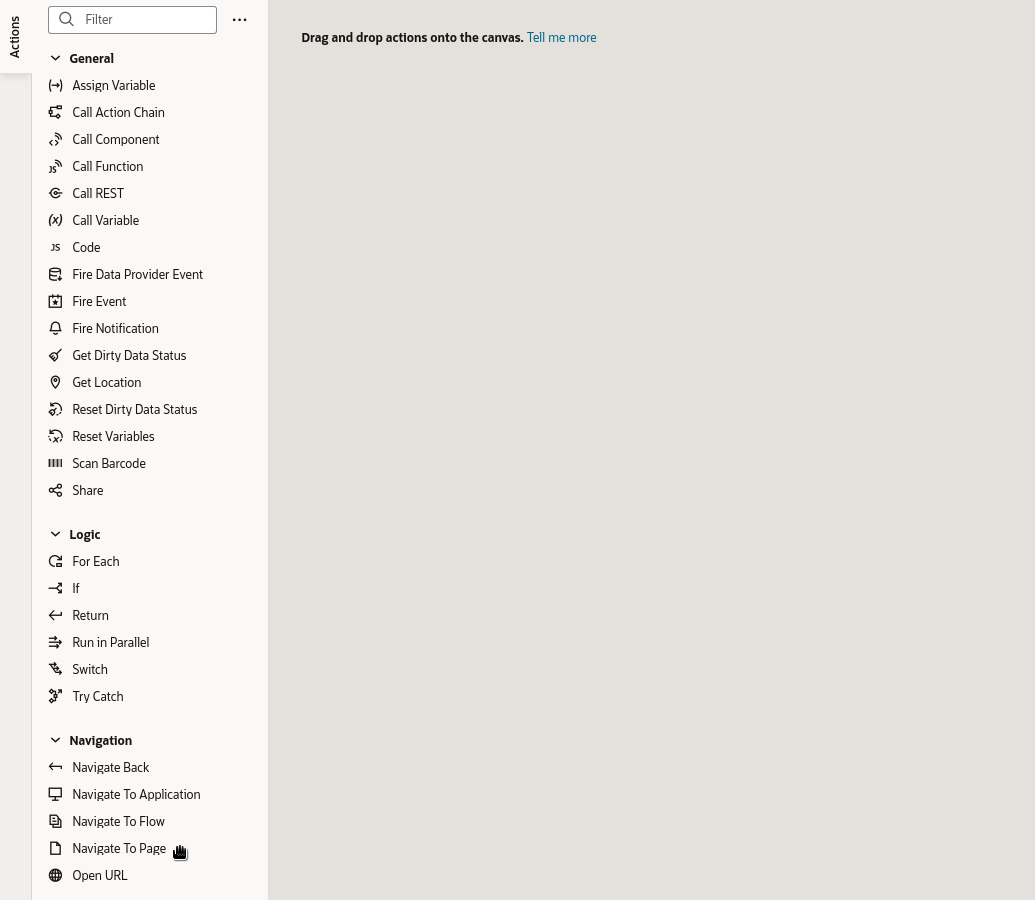 Actions
Filter
Drag and drop actions onto the canvas. Tell me more
General
Assign Variable
Call Action Chain
Call Component
JS Call Function
Call REST
(x) Call Variable
JS Code
Fire Data Provider Event
Fire Event
Fire Notification
Get Dirty Data Status
Get Location
Reset Dirty Data Status
Reset Variables
Scan Barcode
Share
Logic
For Each
If
Return
Run in Parallel
Switch
Try Catch
Navigation
Navigate Back
Navigate To Application
Navigate To Flow
Navigate To Page
Open URL